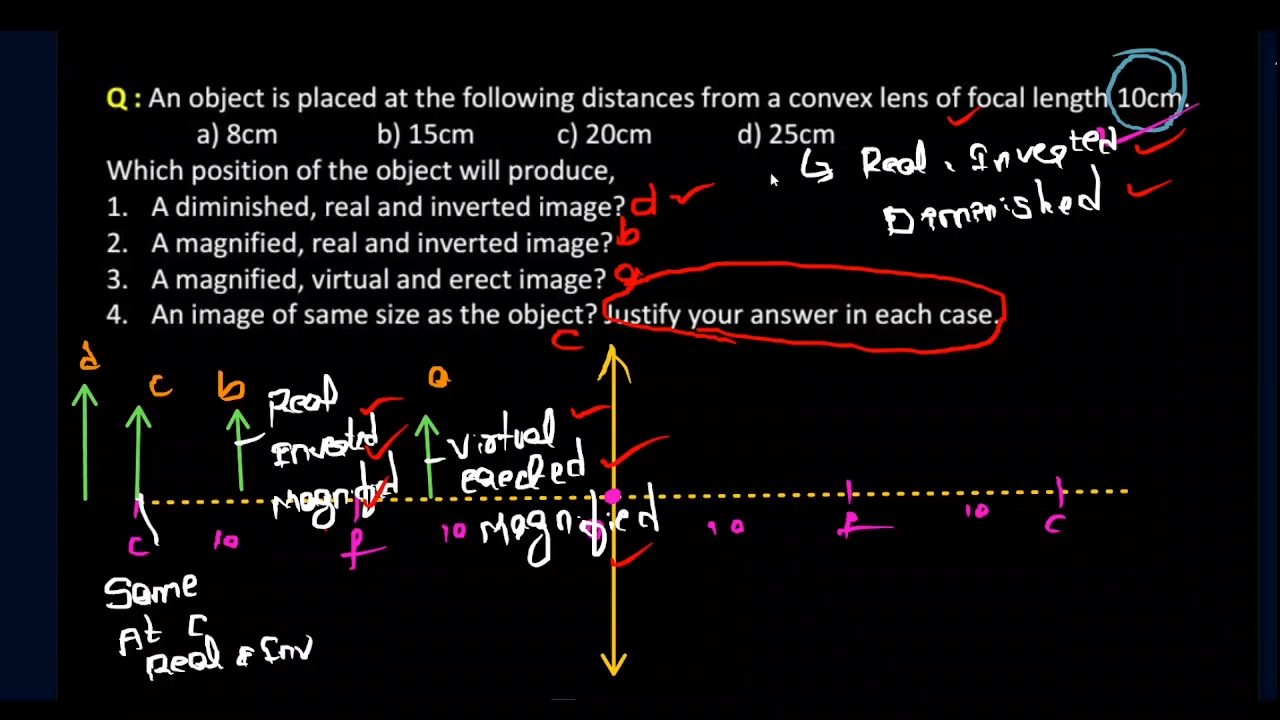 Q : An object is placed at the following distances from a convex lens of focal length 10cm.
a) 8cm b) 15cm c) 20cm d) 25cm
Real , Inverted
Which position of the object will produce,
1. A diminished, real and inverted image? d
Diminished
2. A magnified, real and inverted image? b
3. A magnified, virtual and erect image? a
4. An image of same size as the object? Justify your answer in each case.
c
d c b a
Real
Inverted
Magnified
Virtual
Erected
Magnified
C 10 f 10 10 f 10 C
Same
At C
Real & Inv